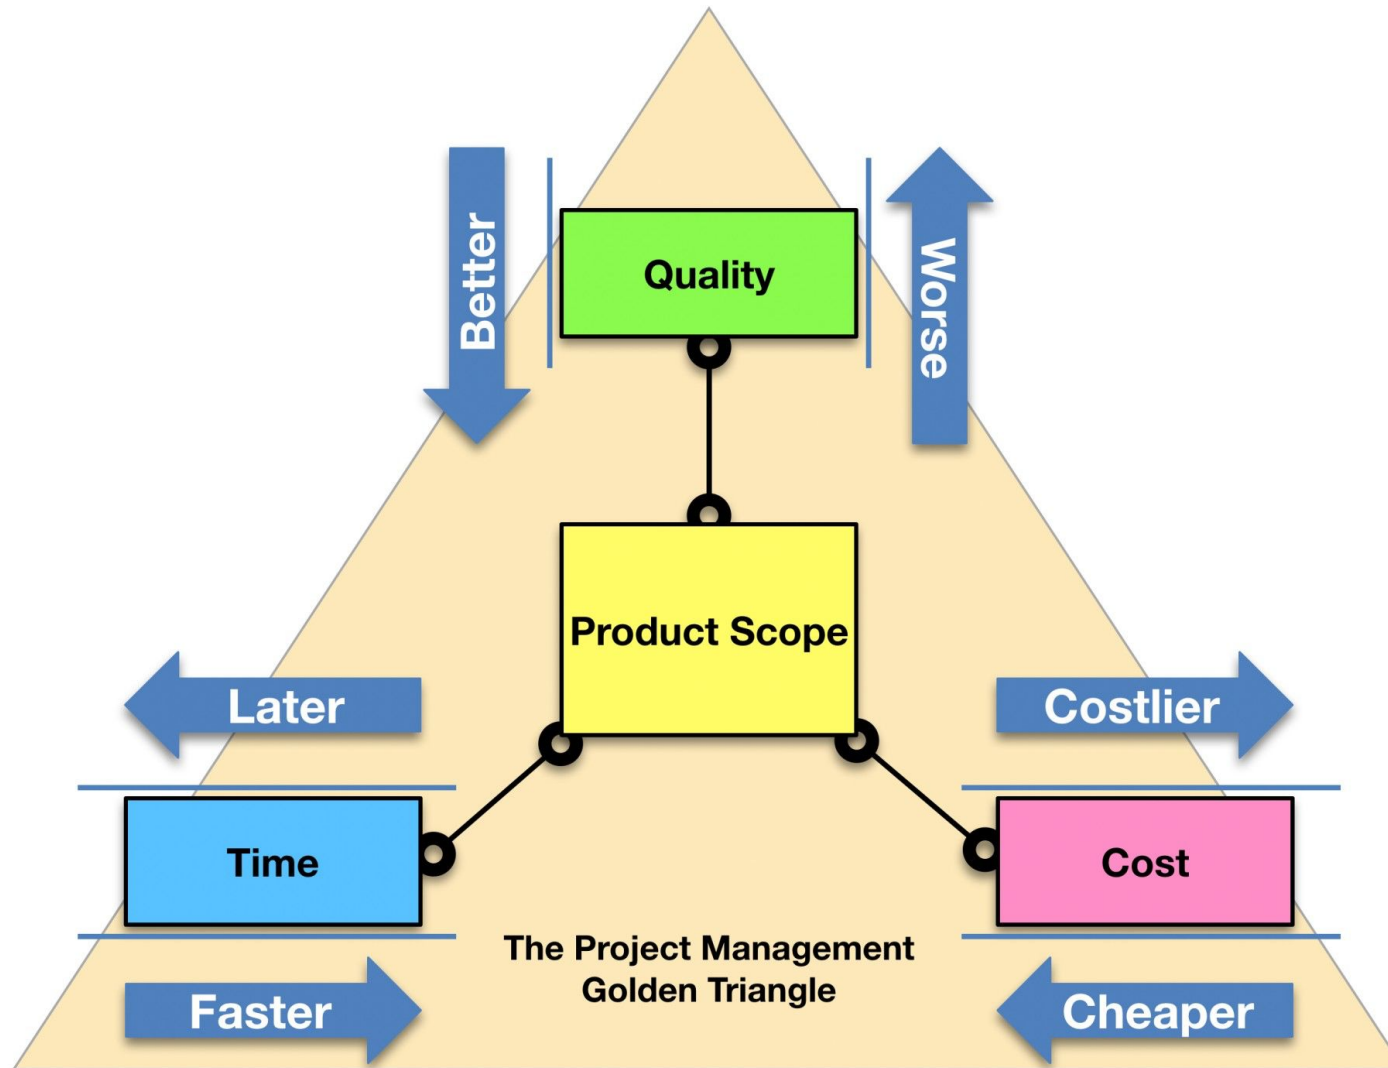 Better
Quality
Worse
Product Scope
Later
Costlier
Time
Cost
The Project Management
Golden Triangle
Faster
Cheaper